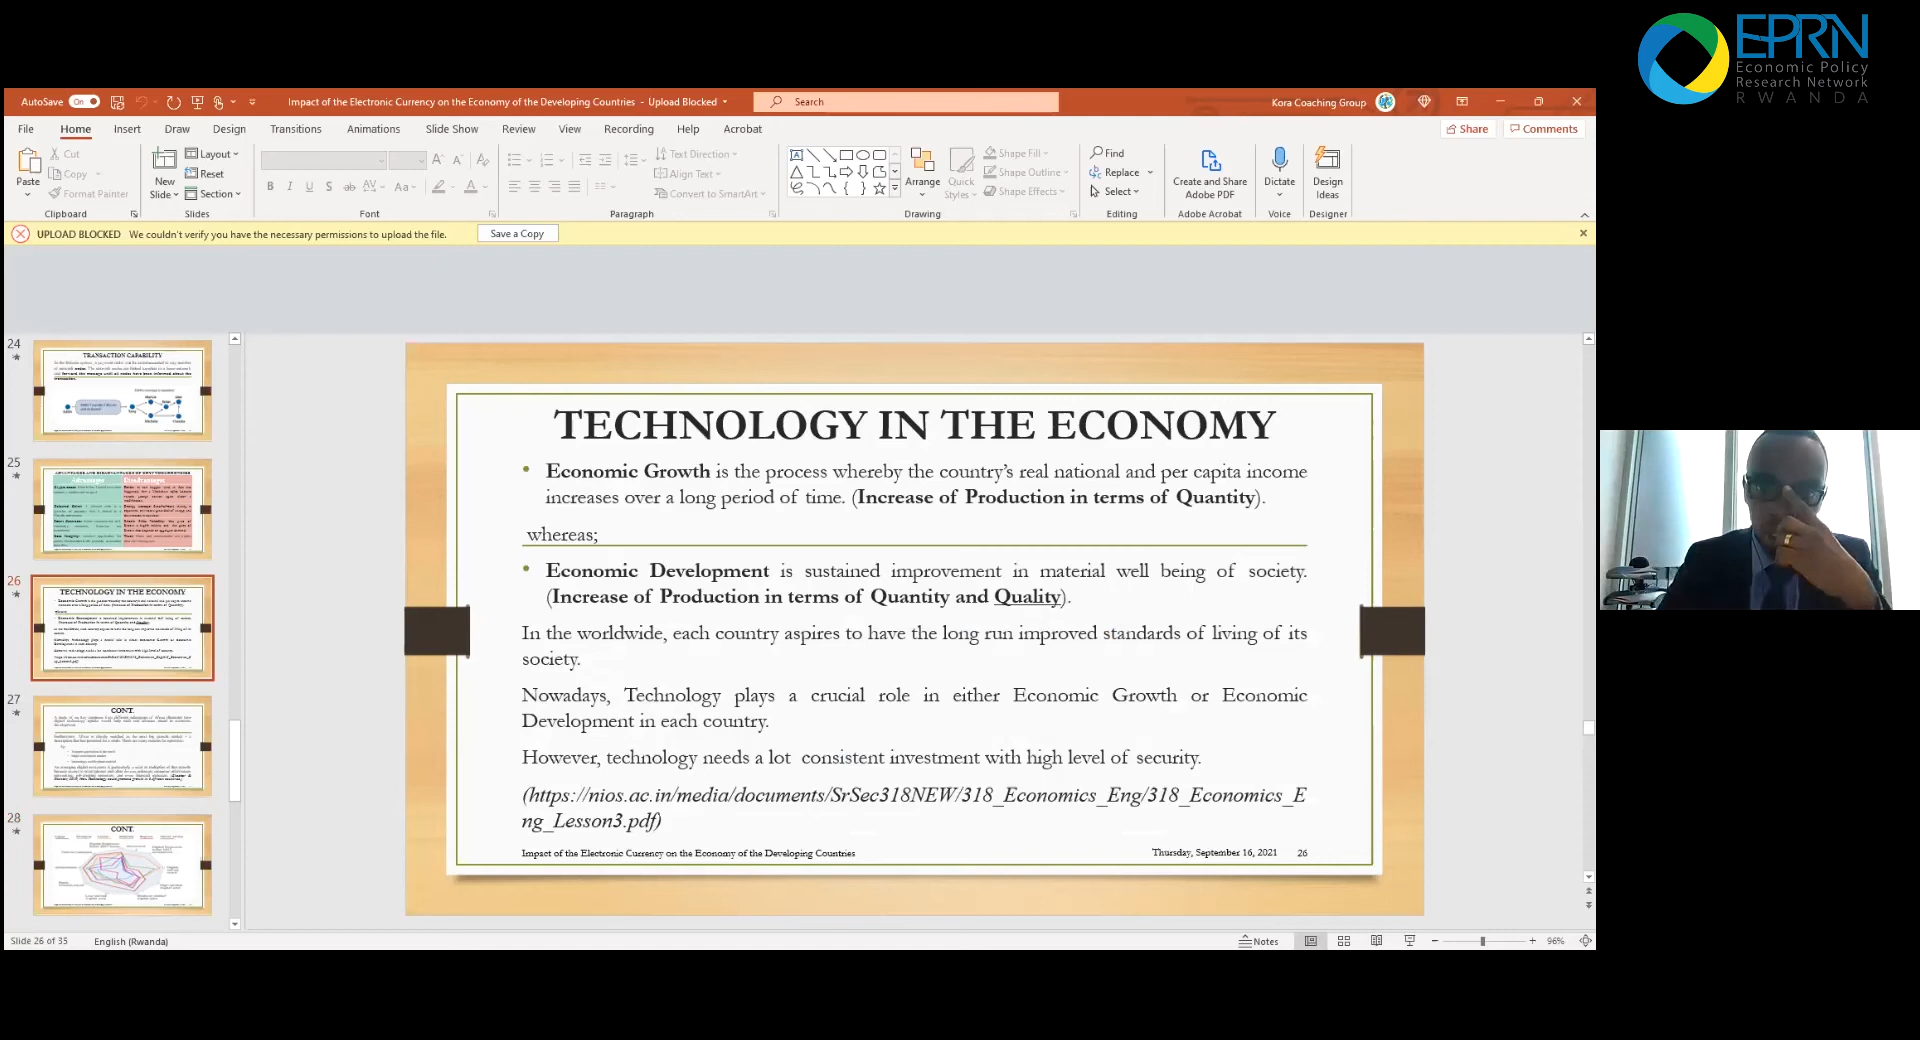 EPRN
Economic Policy
Research Network
RWANDA
AutoSave On
Impact of the Electronic Currency on the Economy of the Developing Countries - Upload Blocked
Search
Kora Coaching Group
File Home Insert Draw Design Transitions Animations Slide Show Review View Recording Help Acrobat
Share Comments
Paste
Cut
Copy
Format Painter
Clipboard
New
Slide
Layout
Reset
Section
Slides
B I U S ab AV Aa A
Font
Text Direction
Align Text
Convert to SmartArt
Paragraph
Arrange
Quick
Styles
Shape Fill
Shape Outline
Shape Effects
Drawing
Find
Replace
Select
Editing
Create and Share
Adobe PDF
Adobe Acrobat
Dictate
Voice
Design
Ideas
Designer
UPLOAD BLOCKED We couldn't verify you have the necessary permissions to upload the file. Save a Copy
24
TRANSACTION CAPABILITY
25
Advantages Disadvantages
26
TECHNOLOGY IN THE ECONOMY
27
CONT.
28
CONT.
TECHNOLOGY IN THE ECONOMY
• Economic Growth is the process whereby the country's real national and per capita income
increases over a long period of time. (Increase of Production in terms of Quantity).
whereas;
• Economic Development is sustained improvement in material well being of society.
(Increase of Production in terms of Quantity and Quality).
In the worldwide, each country aspires to have the long run improved standards of living of its
society.
Nowadays, Technology plays a crucial role in either Economic Growth or Economic
Development in each country.
However, technology needs a lot consistent investment with high level of security.
(https://nios.ac.in/media/documents/SrSec318NEW/318_Economics_Eng/318_Economics_E
ng_Lesson3.pdf)
Impact of the Electronic Currency on the Economy of the Developing Countries Thursday, September 16, 2021 26
Slide 26 of 35 English (Rwanda) Notes 96%